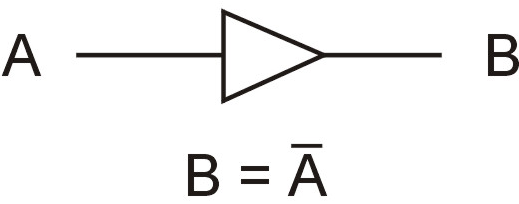 A B
B = A̅